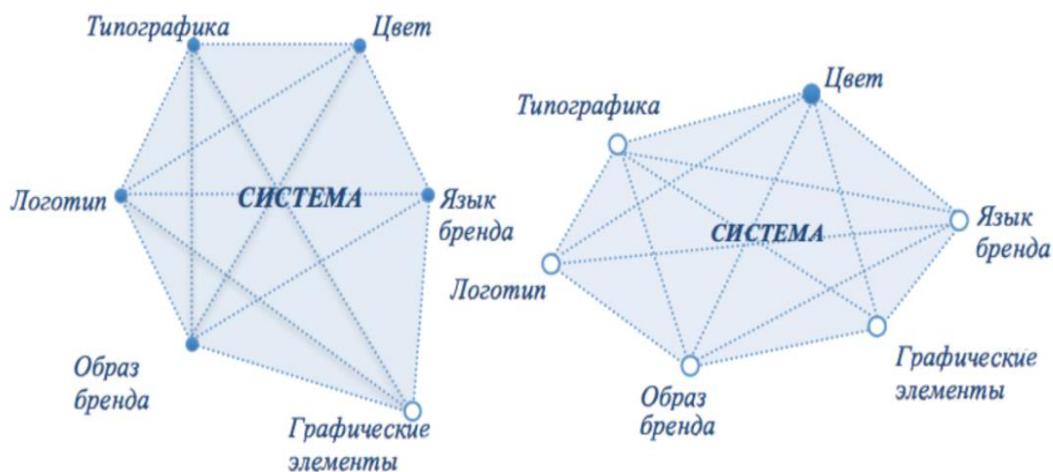 Типографика
Цвет
Логотип
СИСТЕМА
Язык
бренда
Образ
бренда
Графические
элементы
Цвет
Типографика
СИСТЕМА
Язык
бренда
Логотип
Графические
элементы
Образ
бренда